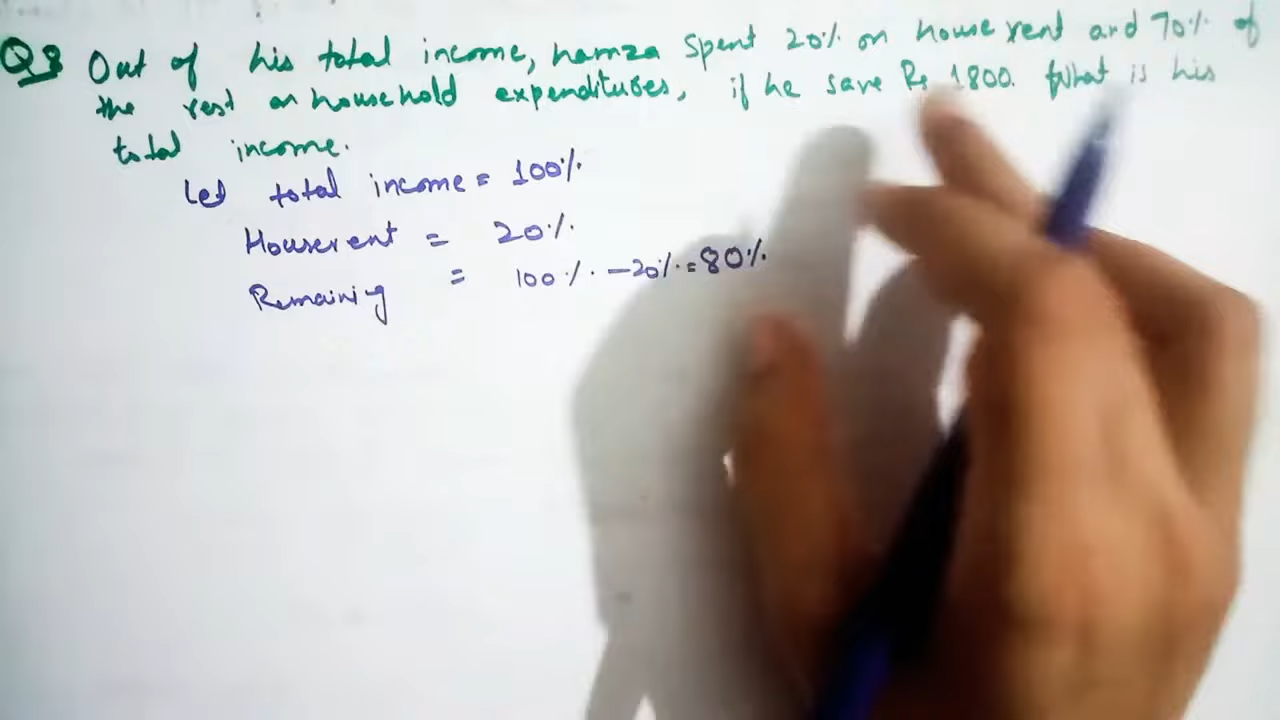 Q8 Out of his total income, hamza spent 20% on house rent and 70% of
the rest on household expenditures, if he save Rs 1800. What is his
total income.
Let total income = 100%
House rent = 20%
Remaining = 100% - 20% = 80%